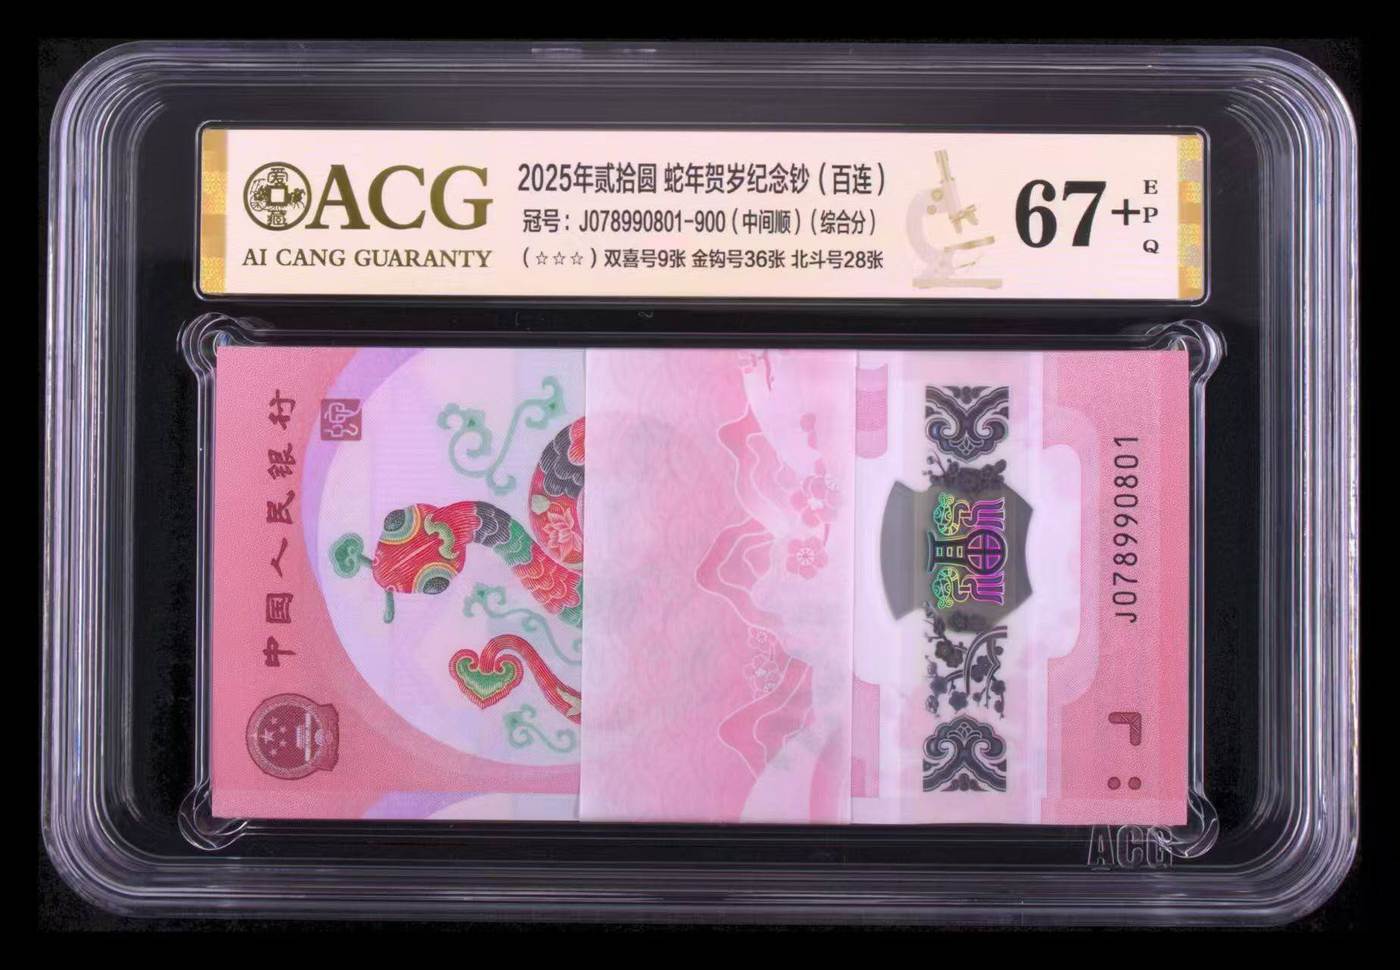 ACG
AI CANG GUARANTY
2025年贰拾圆 蛇年贺岁纪念钞（百连）
冠号：J078990801-900（中间顺）（综合分）
（☆☆☆）双喜号9张 金钩号36张 北斗号28张
67+
EPQ
中国人民银行
J078990801
ACG